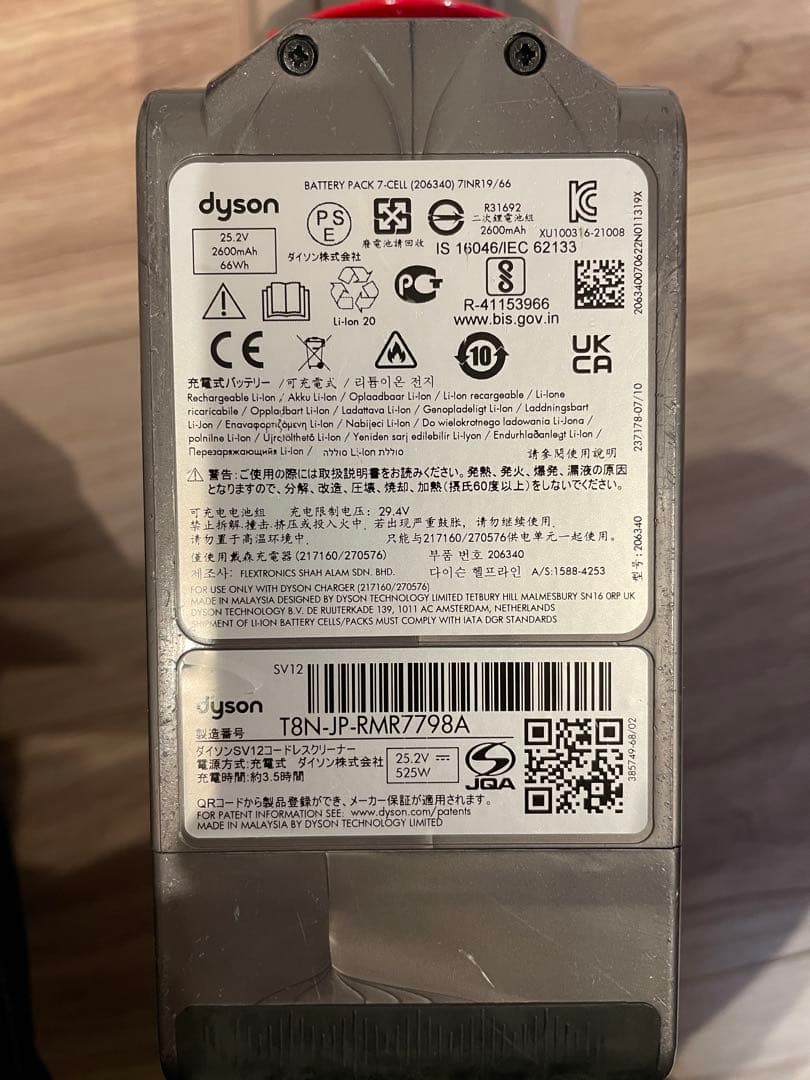 BATTERY PACK 7-CELL (206340) 7INR19/66
dyson
25.2V
2600mAh
66Wh
PS
E
ダイソン株式会社
廃電池請回收
R31692
二次鋰電池組
2600mAh
XU100316-21008
IS 16046/IEC 62133
Li-Ion 20
R-41153966
www.bis.gov.in
CE
10
UK
CA
206340070622N011319X
充電式バッテリー /可充電式 / 리튬이온 전지
Rechargeable Li-Ion / Akku Li-Ion / Oplaadbaar Li-Ion / Li-Ion recargeable / Li-Ione
ricaricabile / Oppladbart Li-Ion / Ladattava Li-Ion / Genopladeligt Li-Ion / Laddningsbart
Li-Jon / Επαναφορτιζόμενη Li-Ion / Nabijeci Li-Ion / Do wielokrotnego ladowania Li-Jona /
polnilne Li-Ion / Újratölthető Li-Ion / Yeniden sarj edilebilir Li-Iyon / Endurhlaðanlegt Li-Ion /
Перезаряжающийся Li-Ion / סוללת Li-Ion סוללה
請參閱使用說明
237178-07/10
警告: ご使用の際には取扱説明書をお読みください。発熱、発火、爆発、漏液の原因
となりますので、分解、改造、圧壊、焼却、加熱(摂氏60度以上)をしないでください。
可充电电池组 充电限制电压: 29.4V
禁止拆解.撞击.挤压或投入火中. 若出现严重鼓胀, 请勿继续使用.
请勿置于高温环境中. 只能与217160/270576供电单元一起使用.
僅使用戴森充電器 (217160/270576) 부품 번호 206340
제조사: FLEXTRONICS SHAH ALAM SDN. BHD. 다이슨 헬프라인 A/S:1588-4253
型号: 206340
FOR USE ONLY WITH DYSON CHARGER (217160/270576)
MADE IN MALAYSIA DESIGNED BY DYSON TECHNOLOGY LIMITED TETBURY HILL MALMESBURY SN16 0RP UK
DYSON TECHNOLOGY B.V. DE RUIJTERKADE 139, 1011 AC AMSTERDAM, NETHERLANDS
SHIPMENT OF LI-ION BATTERY CELLS/PACKS MUST COMPLY WITH IATA DGR STANDARDS
SV12
dyson
製造番号
T8N-JP-RMR7798A
ダイソンSV12コードレスクリーナー
電源方式: 充電式 ダイソン株式会社
充電時間: 約3.5時間
25.2V
525W
JQA
385749-68/02
QRコードから製品登録ができ、メーカー保証が適用されます。
FOR PATENT INFORMATION SEE: www.dyson.com/patents
MADE IN MALAYSIA BY DYSON TECHNOLOGY LIMITED